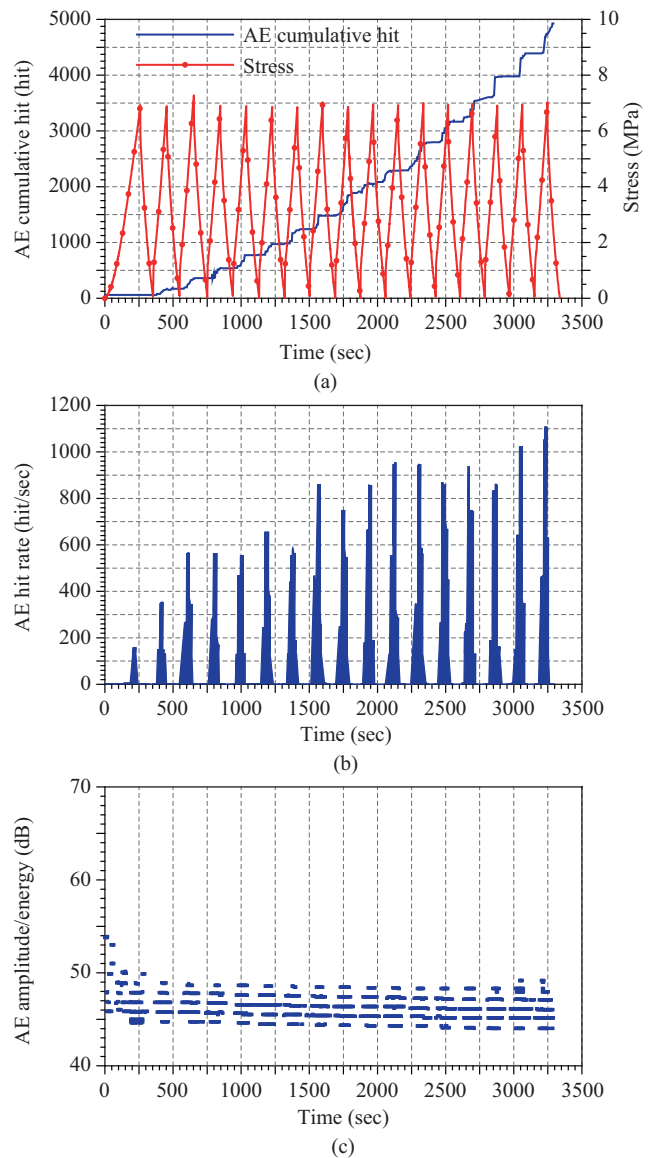 AE cumulative hit (hit)
5000
4000
3000
2000
1000
0
AE cumulative hit
Stress
10
8
6
4
2
0
Stress (MPa)
0 500 1000 1500 2000 2500 3000 3500
Time (sec)
(a)
AE hit rate (hit/sec)
1200
1000
800
600
400
200
0
0 500 1000 1500 2000 2500 3000 3500
Time (sec)
(b)
AE amplitude/energy (dB)
70
60
50
40
0 500 1000 1500 2000 2500 3000 3500
Time (sec)
(c)